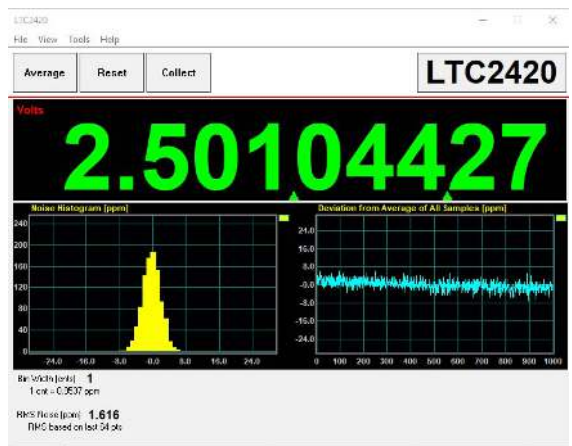 LTC2420
File View Tools Help
Average Reset Collect LTC2420
Volts
2.50104427
Noise Histogram [ppm]
240
200
160
120
80
40
0
-24.0 -16.0 -8.0 -0.0 8.0 16.0 24.0
Deviation from Average of All Samples [ppm]
24.0
16.0
8.0
-0.0
-8.0
-16.0
-24.0
0 100 200 300 400 500 600 700 800 900 1000
Bin Width [cnts] 1
RMS Noise [ppm] 1.616
RMS based on last 64 pts